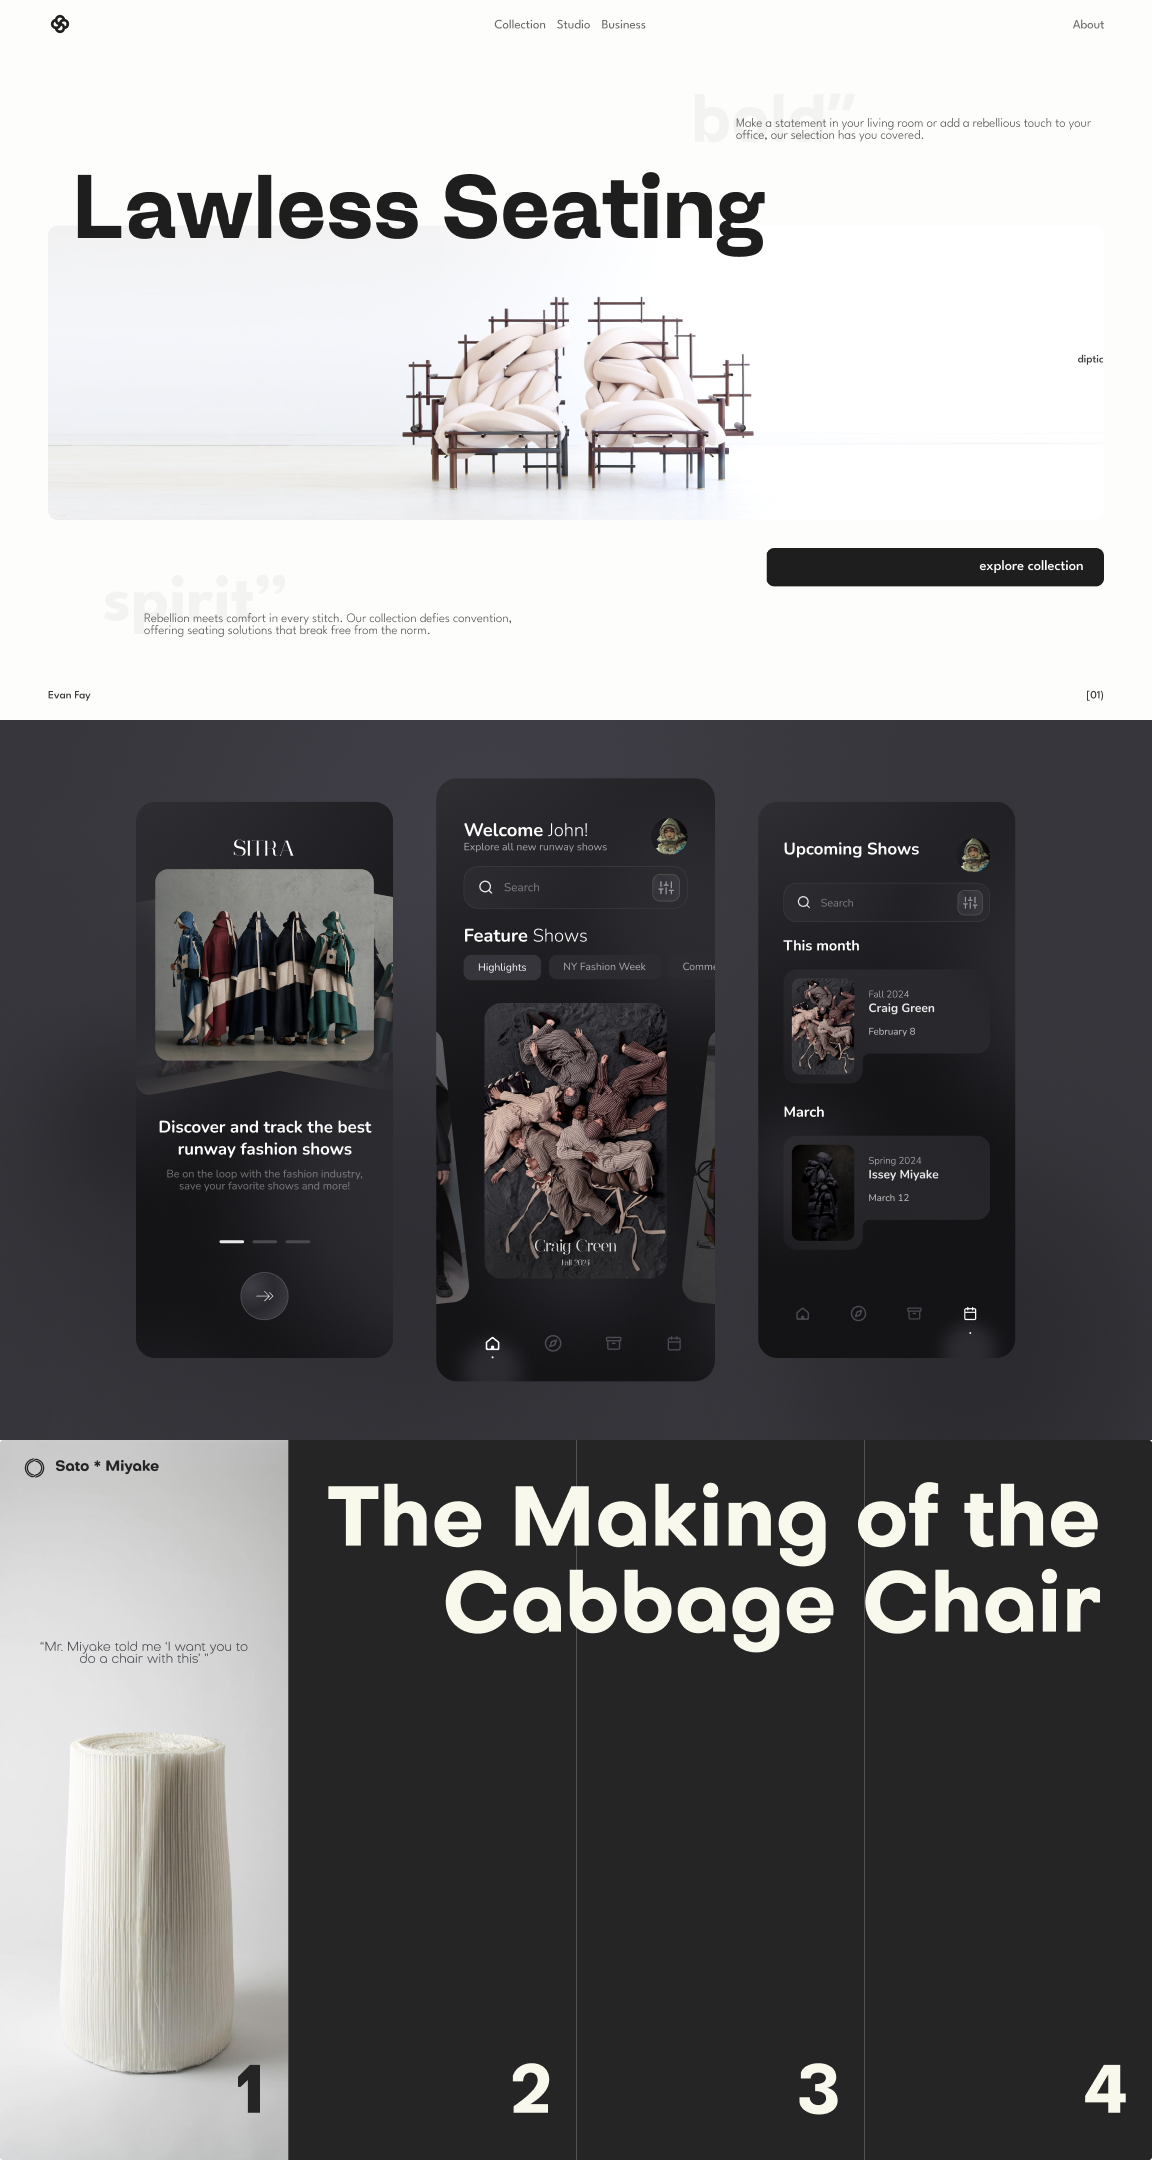 Collection Studio Business
About
bold”
Make a statement in your living room or add a rebellious touch to your
office, our selection has you covered.
Lawless Seating
diptic
explore collection
spirit”
Rebellion meets comfort in every stitch. Our collection defies convention,
offering seating solutions that break free from the norm.
Evan Fay
[01)
SITRA
Discover and track the best
runway fashion shows
Be on the loop with the fashion industry,
save your favorite shows and more!
Welcome John!
Explore all new runway shows
Search
Feature Shows
Highlights
NY Fashion Week
Comme
Craig Green
Fall 2024
Upcoming Shows
Search
This month
Fall 2024
Craig Green
February 8
March
Spring 2024
Issey Miyake
March 12
Sato * Miyake
The Making of the
Cabbage Chair
“Mr. Miyake told me ‘I want you to
do a chair with this’ ”
1
2
3
4